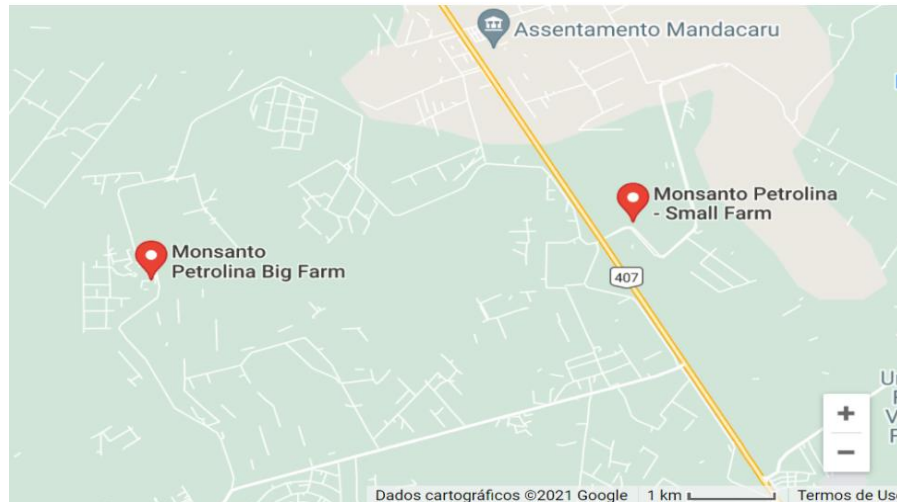 Assentamento Mandacaru
Monsanto Petrolina
- Small Farm
Monsanto
Petrolina Big Farm
407
+
−
Dados cartográficos ©2021 Google
1 km
Termos de